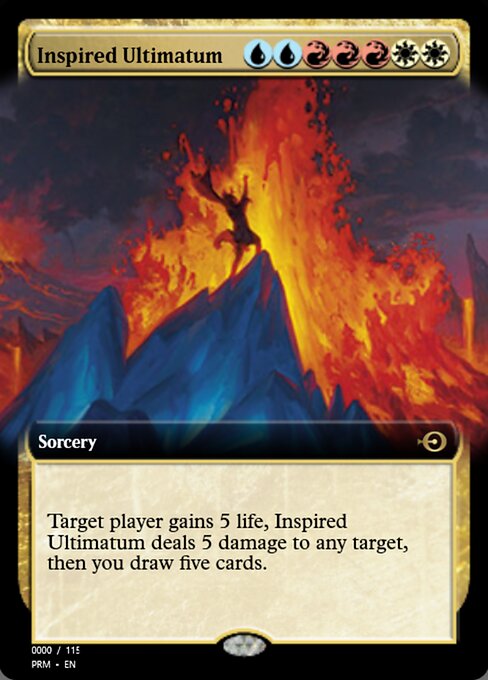 Inspired Ultimatum
Sorcery
Target player gains 5 life, Inspired
Ultimatum deals 5 damage to any target,
then you draw five cards.
0000 / 115
PRM • EN